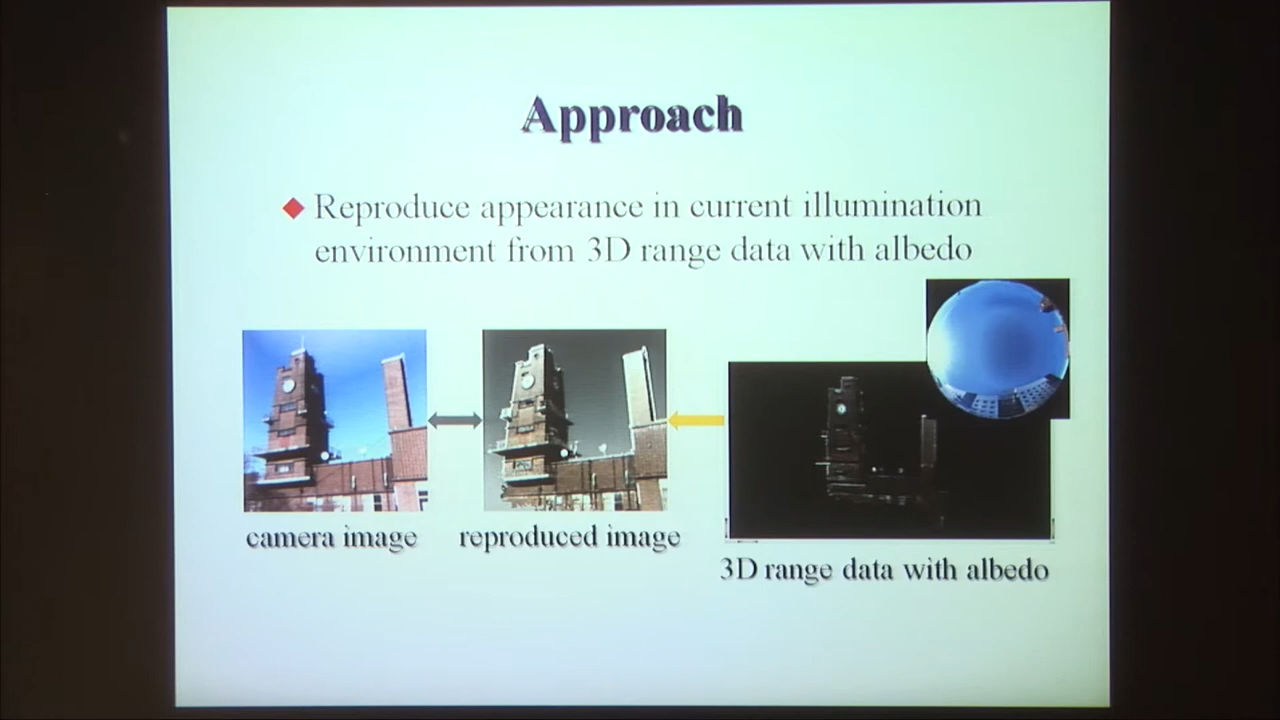 Approach
Reproduce appearance in current illumination
environment from 3D range data with albedo
camera image
reproduced image
3D range data with albedo